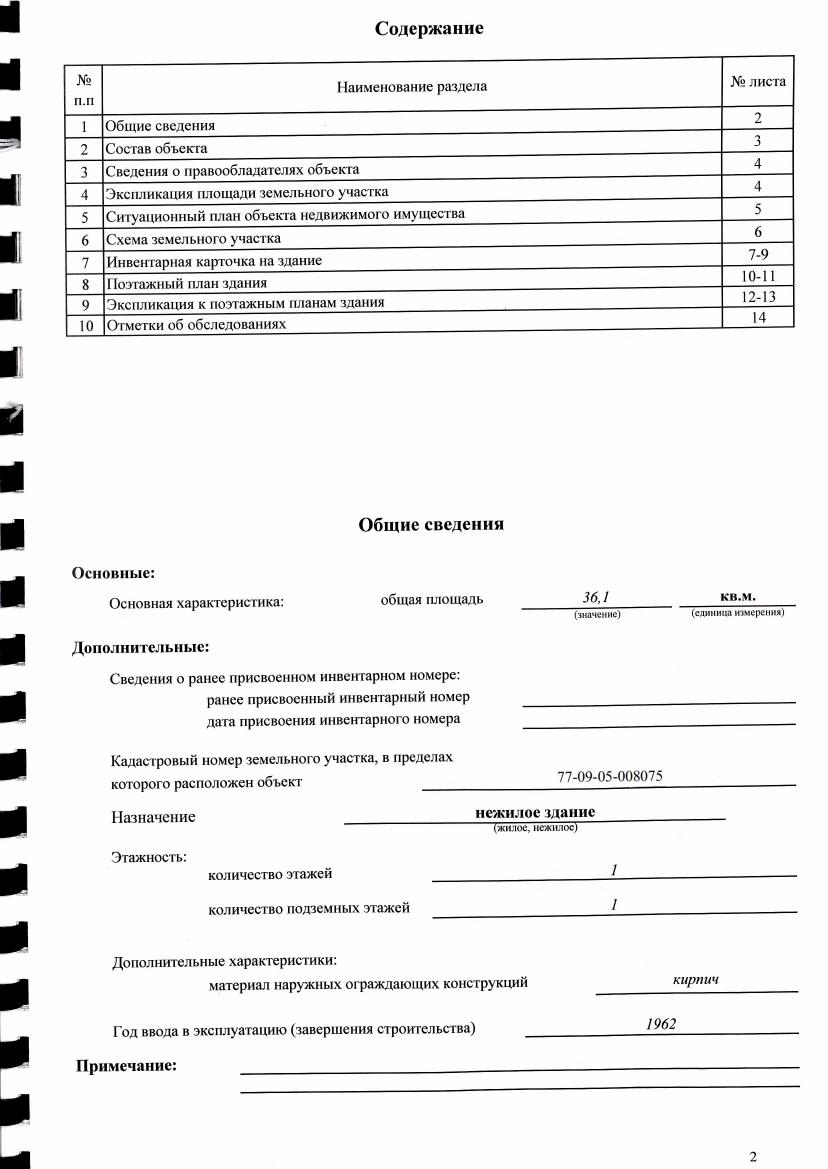 Содержание
№ п.п Наименование раздела № листа
1 Общие сведения 2
2 Состав объекта 3
3 Сведения о правообладателях объекта 4
4 Экспликация площади земельного участка 4
5 Ситуационный план объекта недвижимого имущества 5
6 Схема земельного участка 6
7 Инвентарная карточка на здание 7-9
8 Поэтажный план здания 10-11
9 Экспликация к поэтажным планам здания 12-13
10 Отметки об обследованиях 14
Общие сведения
Основные:
Основная характеристика: общая площадь 36,1 кв.м.
(значение) (единица измерения)
Дополнительные:
Сведения о ранее присвоенном инвентарном номере:
ранее присвоенный инвентарный номер
дата присвоения инвентарного номера
Кадастровый номер земельного участка, в пределах
которого расположен объект 77-09-05-008075
Назначение нежилое здание
(жилое, нежилое)
Этажность:
количество этажей 1
количество подземных этажей 1
Дополнительные характеристики:
материал наружных ограждающих конструкций кирпич
Год ввода в эксплуатацию (завершения строительства) 1962
Примечание:
2